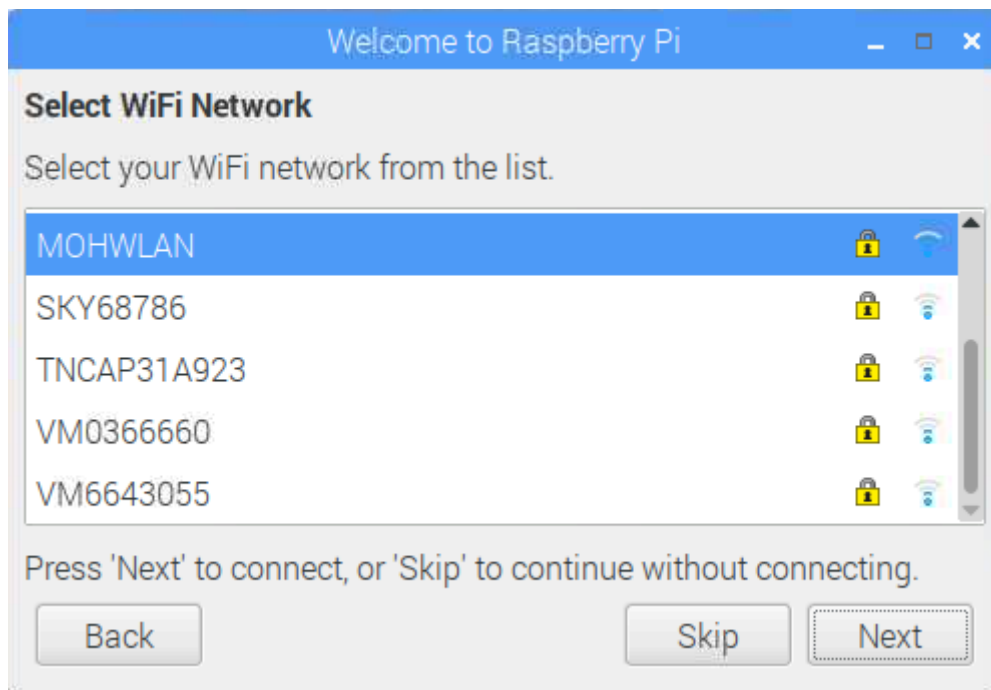 Welcome to Raspberry Pi
Select WiFi Network
Select your WiFi network from the list.
MOHWLAN
SKY68786
TNCAP31A923
VM0366660
VM6643055
Press 'Next' to connect, or 'Skip' to continue without connecting.
Back Skip Next